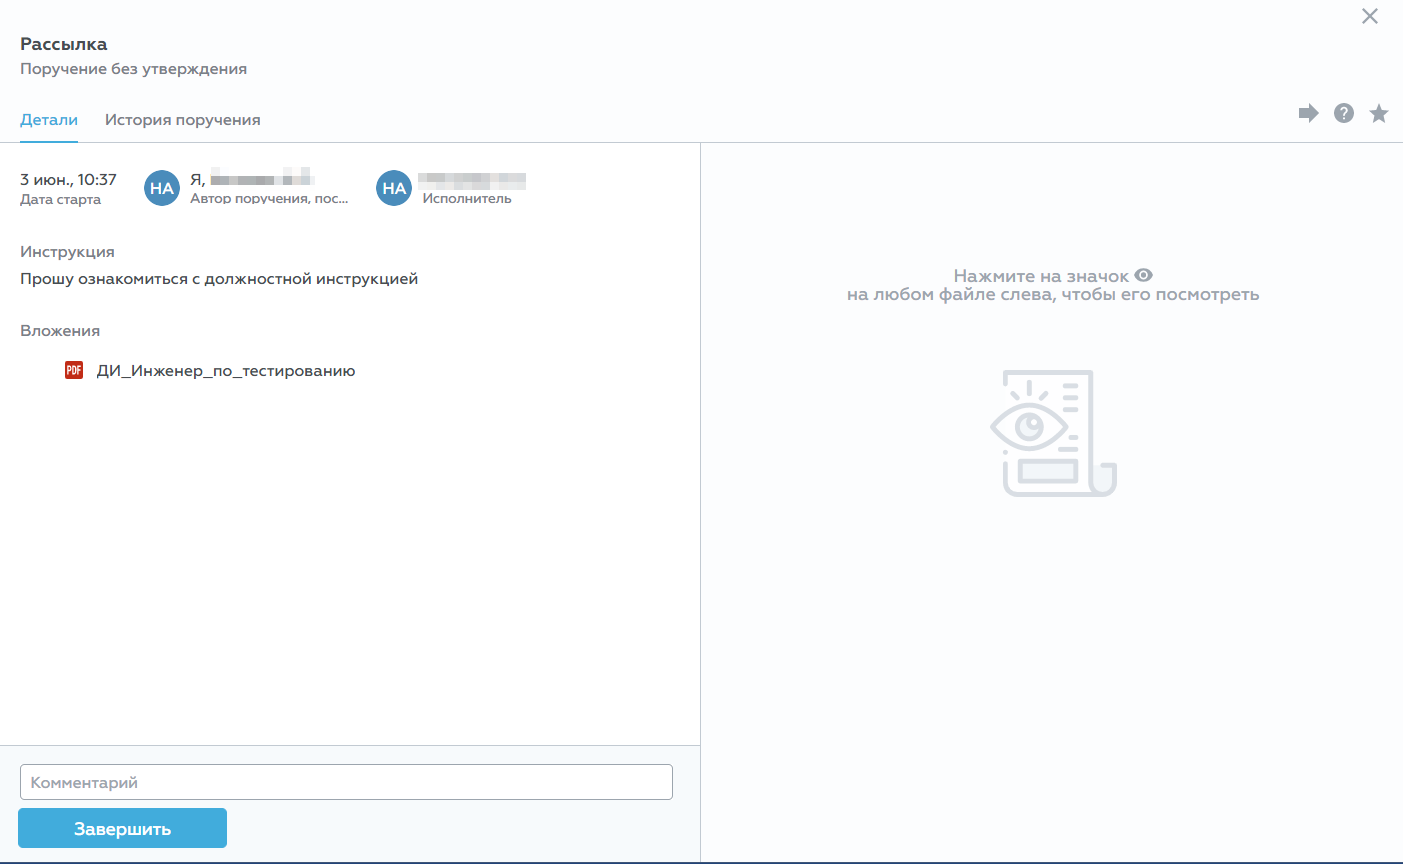 Рассылка
Поручение без утверждения
Детали
История поручения
?
3 июн., 10:37
Дата старта
НА
Я,
Автор поручения, пос...
НА
Исполнитель
Инструкция
Прошу ознакомиться с должностной инструкцией
Вложения
PDF
ДИ_Инженер_по_тестированию
Комментарий
Завершить
Нажмите на значок
на любом файле слева, чтобы его посмотреть